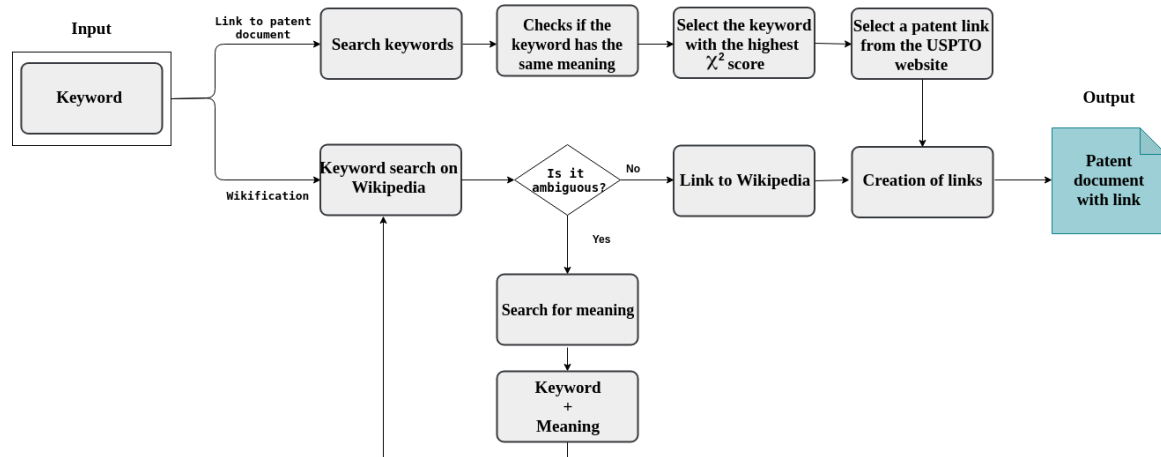 Input
Keyword
Link to patent
document
Search keywords
Checks if the
keyword has the
same meaning
Select the keyword
with the highest
χ² score
Select a patent link
from the USPTO
website
Output
Wikification
Keyword search on
Wikipedia
Is it
ambiguous?
No
Link to Wikipedia
Creation of links
Patent
document
with link
Yes
Search for meaning
Keyword
+
Meaning